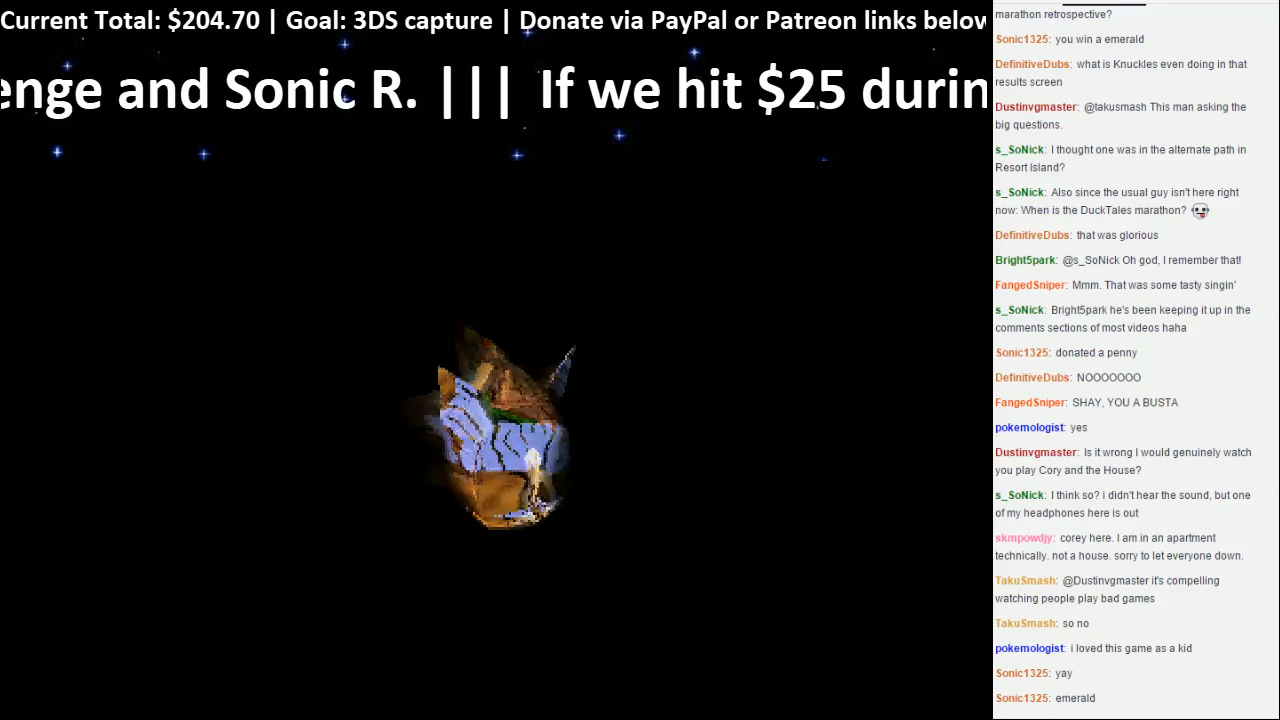 Current Total: $204.70 | Goal: 3DS capture | Donate via PayPal or Patreon links below
enge and Sonic R. ||| If we hit $25 durin
marathon retrospective?
Sonic1325: you win a emerald
DefinitiveDubs: what is Knuckles even doing in that
results screen
Dustinvgmaster: @takusmash This man asking the
big questions.
s_SoNick: I thought one was in the alternate path in
Resort Island?
s_SoNick: Also since the usual guy isn't here right
now: When is the DuckTales marathon?
DefinitiveDubs: that was glorious
Bright5park: @s_SoNick Oh god, I remember that!
FangedSniper: Mmm. That was some tasty singin'
s_SoNick: Bright5park he's been keeping it up in the
comments sections of most videos haha
Sonic1325: donated a penny
DefinitiveDubs: NOOOOOOO
FangedSniper: SHAY, YOU A BUSTA
pokemologist: yes
Dustinvgmaster: Is it wrong I would genuinely watch
you play Cory and the House?
s_SoNick: I think so? i didn't hear the sound, but one
of my headphones here is out
skmpowdjy: corey here. I am in an apartment
technically. not a house. sorry to let everyone down.
TakuSmash: @Dustinvgmaster it's compelling
watching people play bad games
TakuSmash: so no
pokemologist: i loved this game as a kid
Sonic1325: yay
Sonic1325: emerald